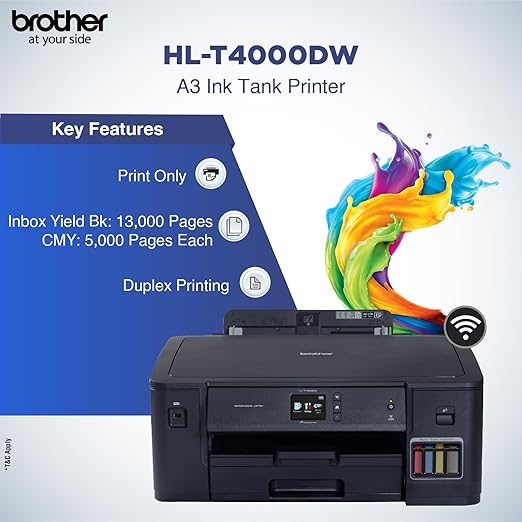 brother
at your side
HL-T4000DW
A3 Ink Tank Printer
Key Features
Print Only
Inbox Yield Bk: 13,000 Pages
CMY: 5,000 Pages Each
Duplex Printing
brother
*T&C Apply